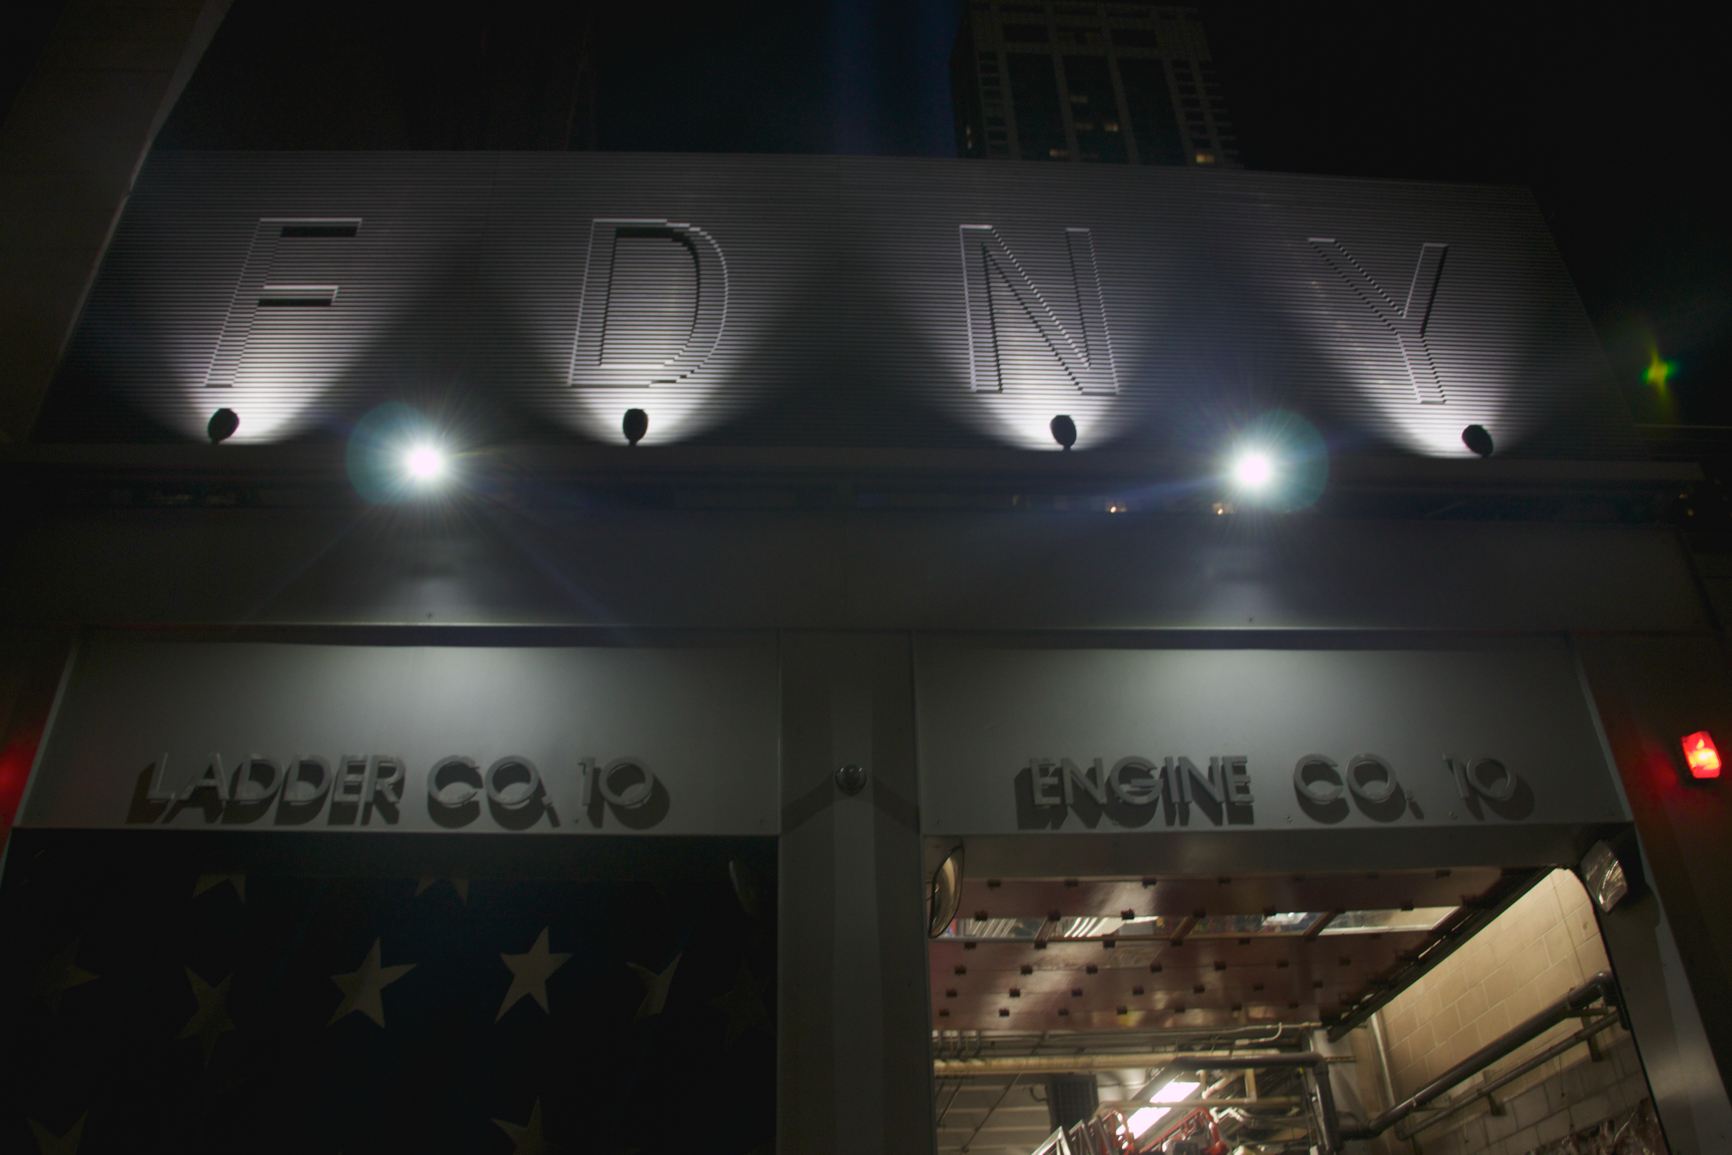 FDNY
LADDER CO. 10
ENGINE CO. 10